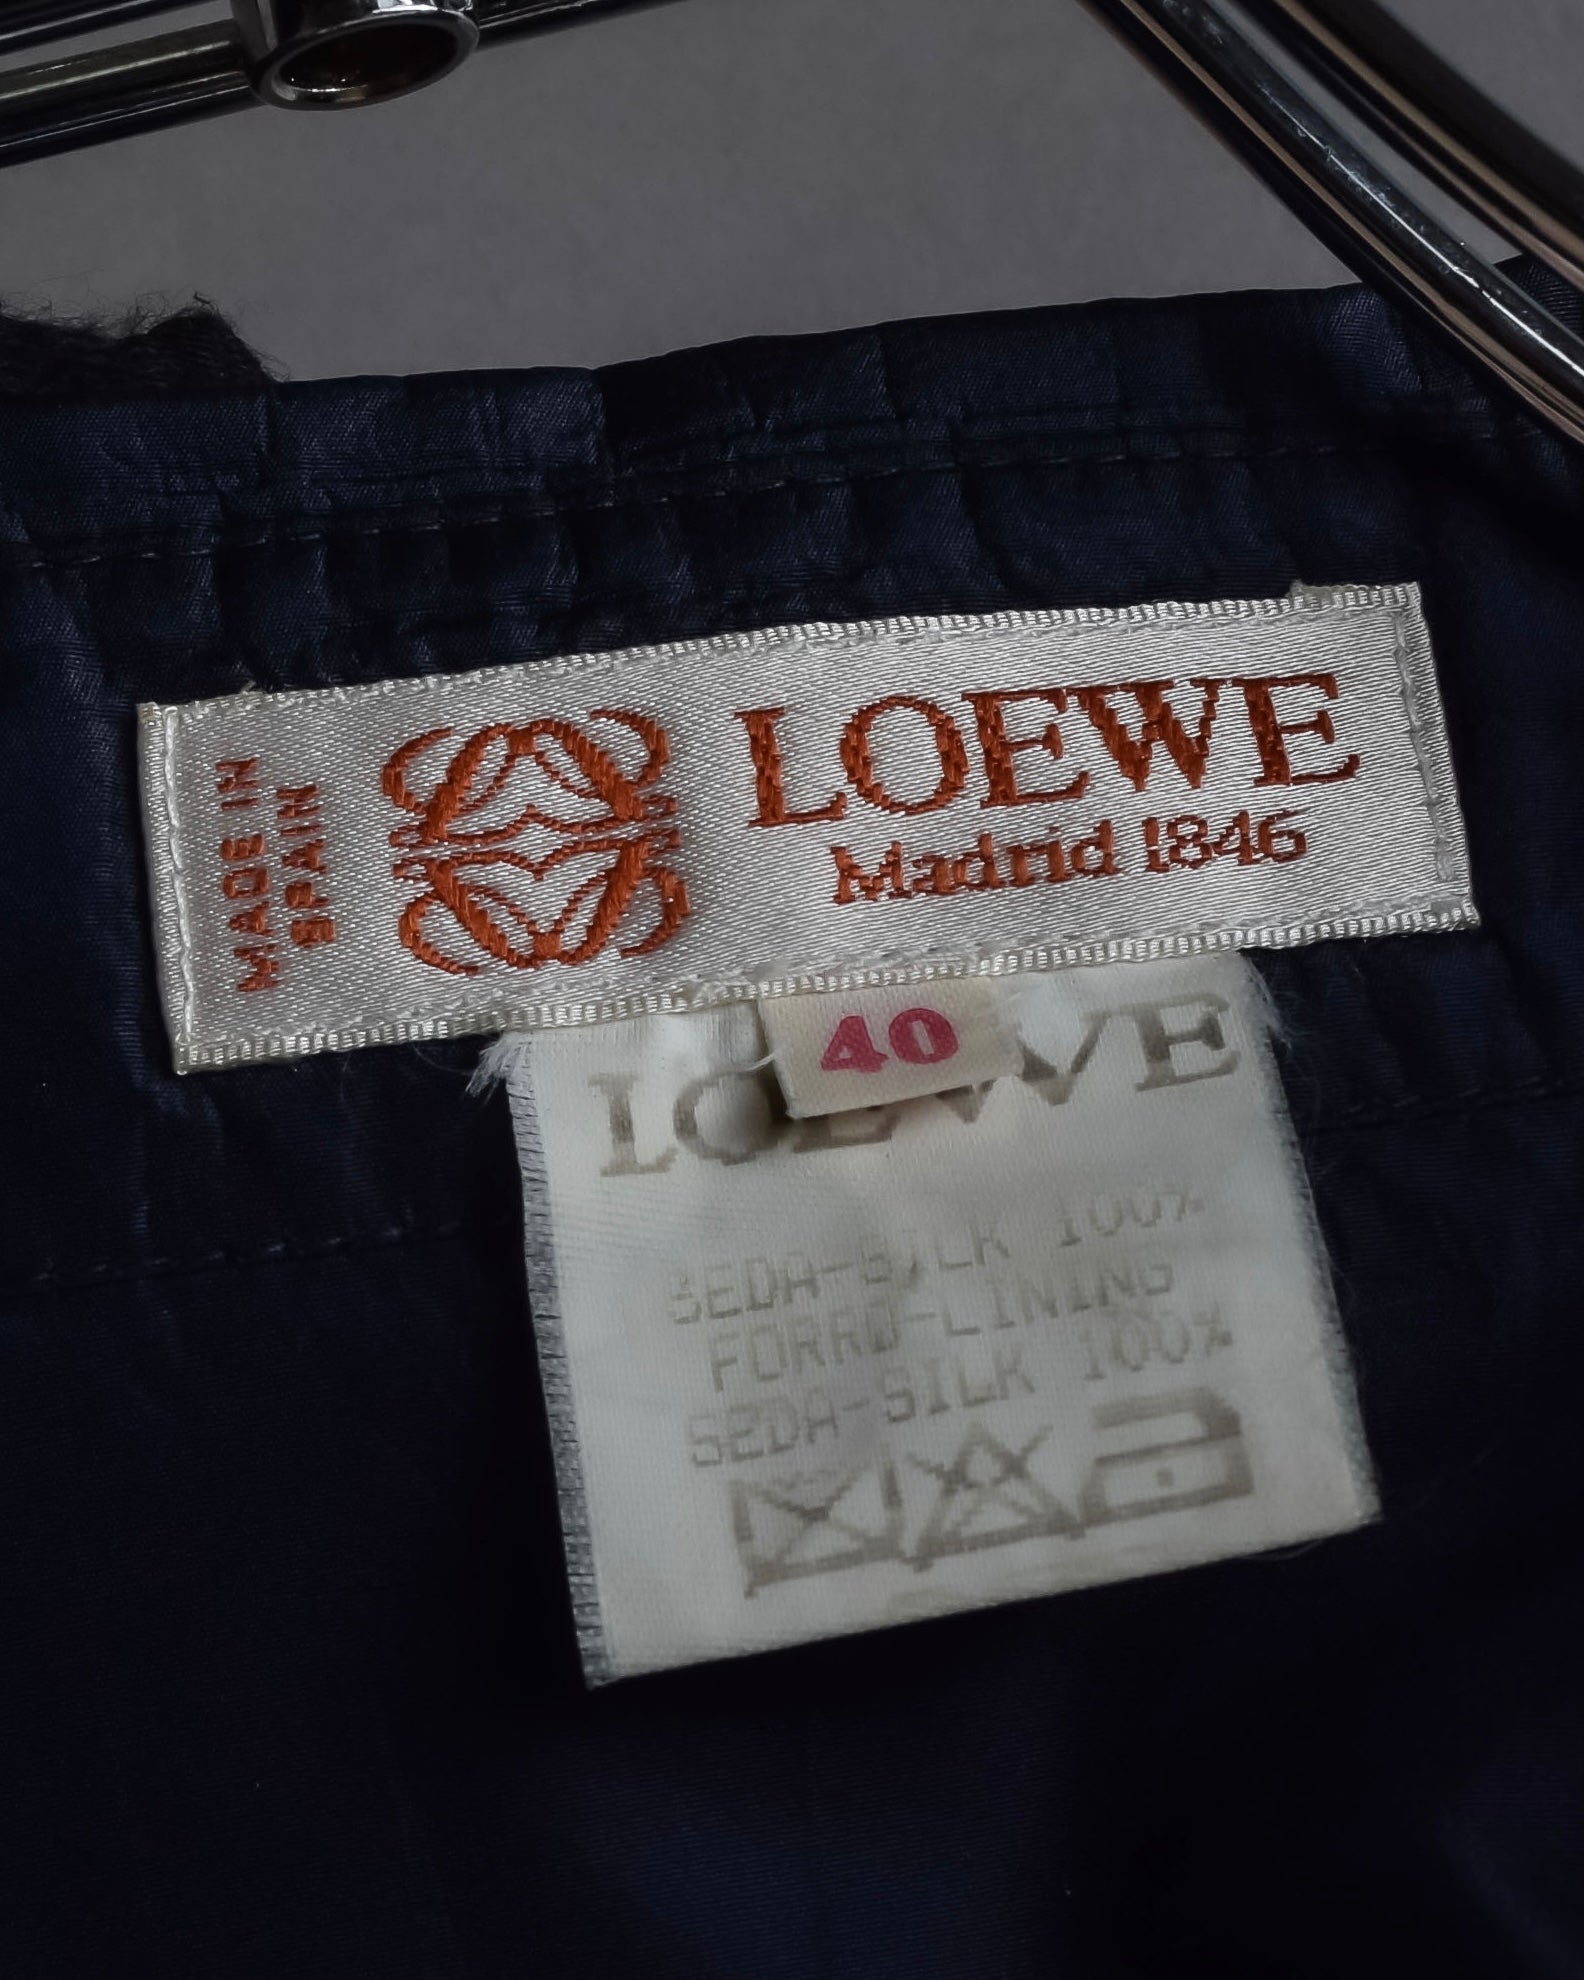 MADE IN
SPAIN
LOEWE
Madrid 1846
40
LOEWE
SEDA-SILK 100%
FORRO-LINING
SEDA-SILK 100%